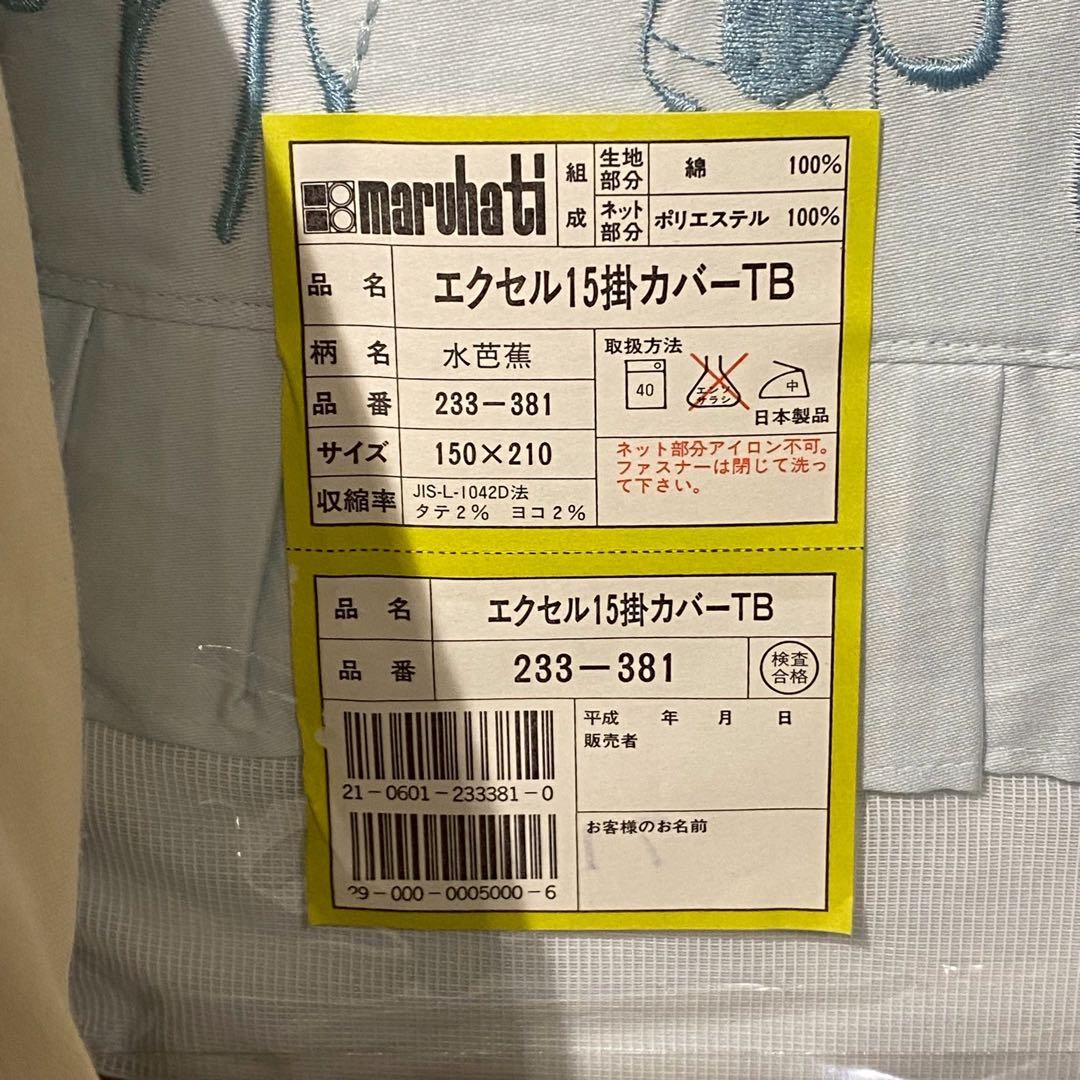 maruhati
組成
生地部分 綿 100%
ネット部分 ポリエステル 100%
品名 エクセル15掛カバーTB
柄名 水芭蕉
品番 233-381
サイズ 150×210
収縮率 JIS-L-1042D法
タテ2% ヨコ2%
取扱方法
40 エンソサラシ 中
日本製品
ネット部分アイロン不可。
ファスナーは閉じて洗っ
て下さい。
品名 エクセル15掛カバーTB
品番 233-381 検査合格
21-0601-233381-0
29-000-0005000-6
平成 年 月 日
販売者
お客様のお名前